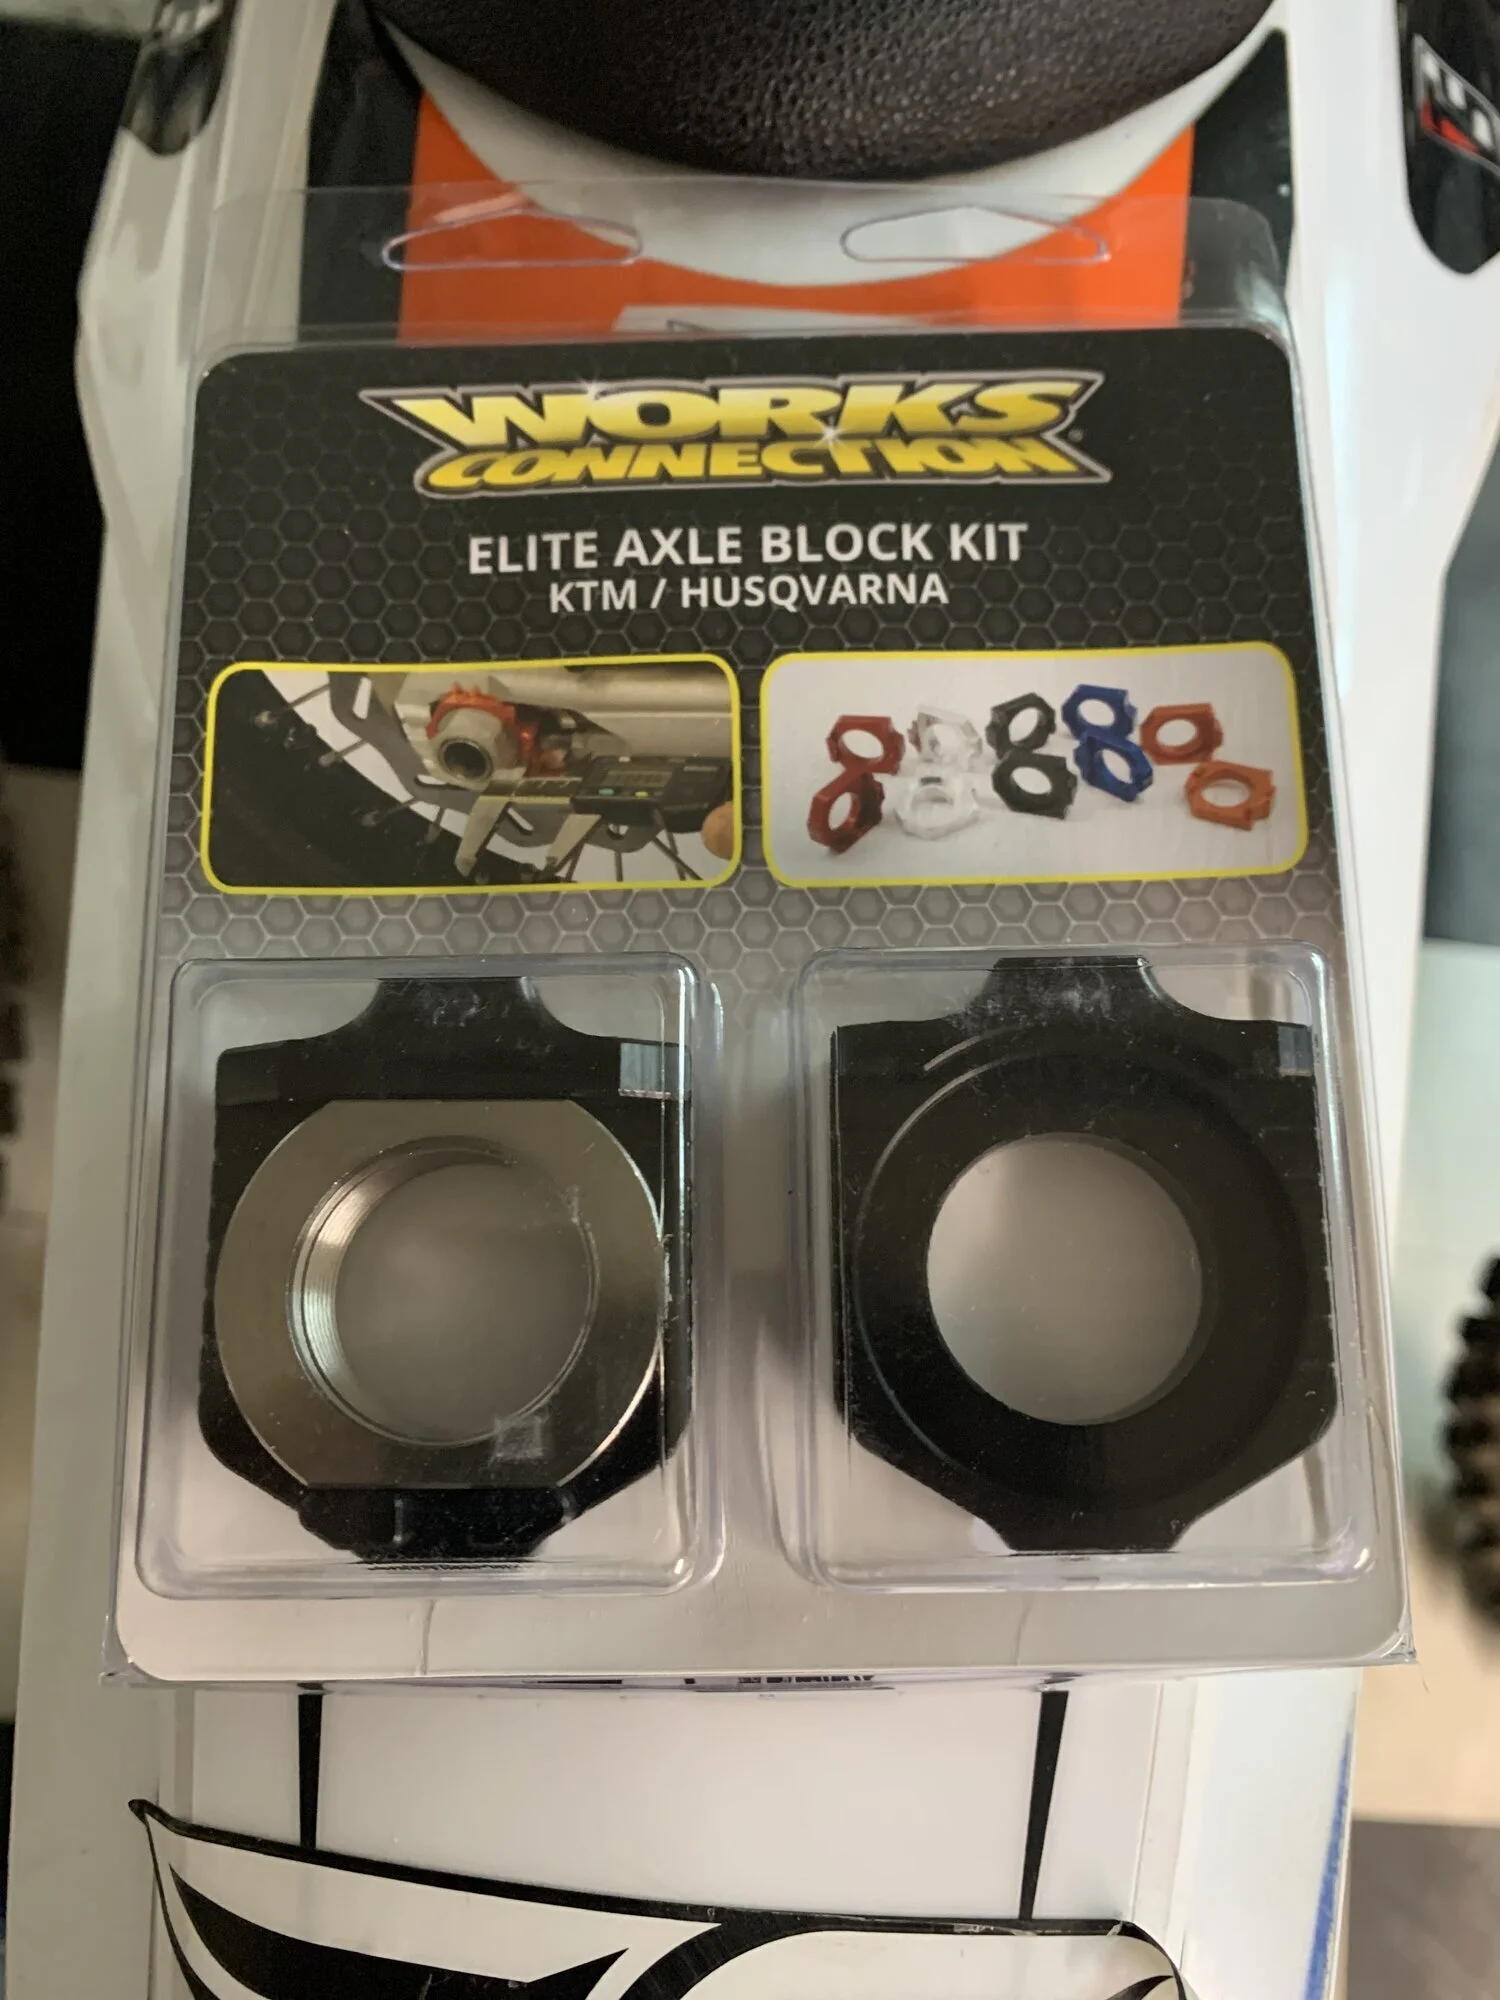 WORKS
CONNECTION®
ELITE AXLE BLOCK KIT
KTM / HUSQVARNA